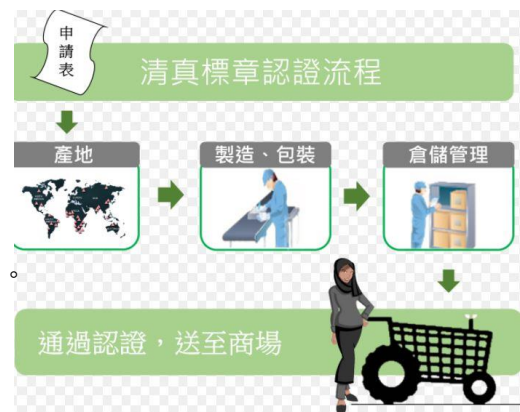 申
請
表
清真標章認證流程
產地
製造、包裝
倉儲管理
。
通過認證，送至商場